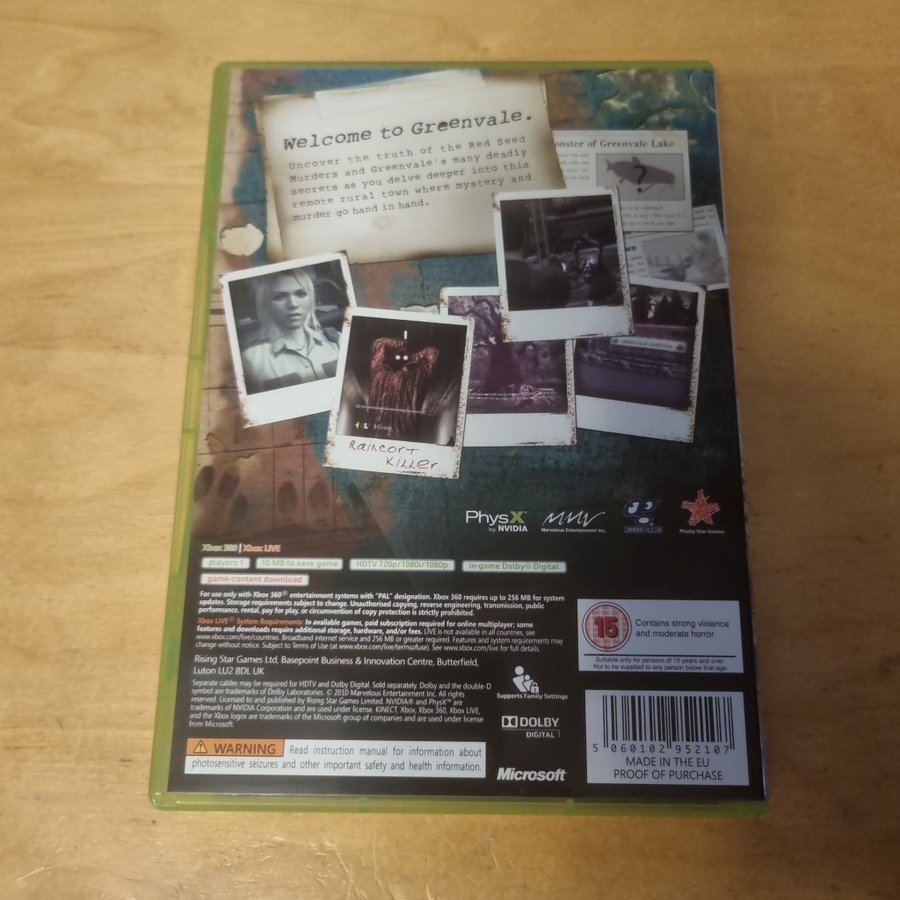 Welcome to Greenvale.
Uncover the truth of the Red Seed
Murders and Greenvale's many deadly
secrets as you delve deeper into this
remote rural town where mystery and
murder go hand in hand.
onster of Greenvale Lake
?
Raincoat
Killer
PhysX
by NVIDIA
Marvelous Entertainment Inc.
Rising Star Games
Xbox 360 | Xbox LIVE
players 1
10 MB to save game
HDTV 720p/1080i/1080p
in-game Dolby® Digital
game-content download
For use only with Xbox 360® entertainment systems with "PAL" designation. Xbox 360 requires up to 256 MB for system
updates. Storage requirements subject to change. Unauthorised copying, reverse engineering, transmission, public
performance, rental, pay for play, or circumvention of copy protection is strictly prohibited.
Xbox LIVE® System Requirements: In available games, paid subscription required for online multiplayer; some
features and downloads require additional storage, hardware, and/or fees. LIVE is not available in all countries, see
www.xbox.com/live/countries. Broadband internet service and 256 MB or greater required. Features and system requirements may
change without notice. Subject to Terms of Use (at www.xbox.com/live/termsofuse). See www.xbox.com/live for full details.
Rising Star Games Ltd, Basepoint Business & Innovation Centre, Butterfield,
Luton LU2 8DL UK
Separate cables may be required for HDTV and Dolby Digital. Sold separately. Dolby and the double-D
symbol are trademarks of Dolby Laboratories. © 2010 Marvelous Entertainment Inc. All rights
reserved. Licensed to and published by Rising Star Games Limited. NVIDIA® and PhysX™ are
trademarks of NVIDIA Corporation and are used under license. KINECT, Xbox, Xbox 360, Xbox LIVE,
and the Xbox logos are trademarks of the Microsoft group of companies and are used under license
from Microsoft.
WARNING Read instruction manual for information about
photosensitive seizures and other important safety and health information.
Supports Family Settings
DOLBY
DIGITAL
Microsoft
15
Contains strong violence
and moderate horror
Suitable only for persons of 15 years and over.
Not to be supplied to any person below that age.
5 060102 952107
MADE IN THE EU
PROOF OF PURCHASE